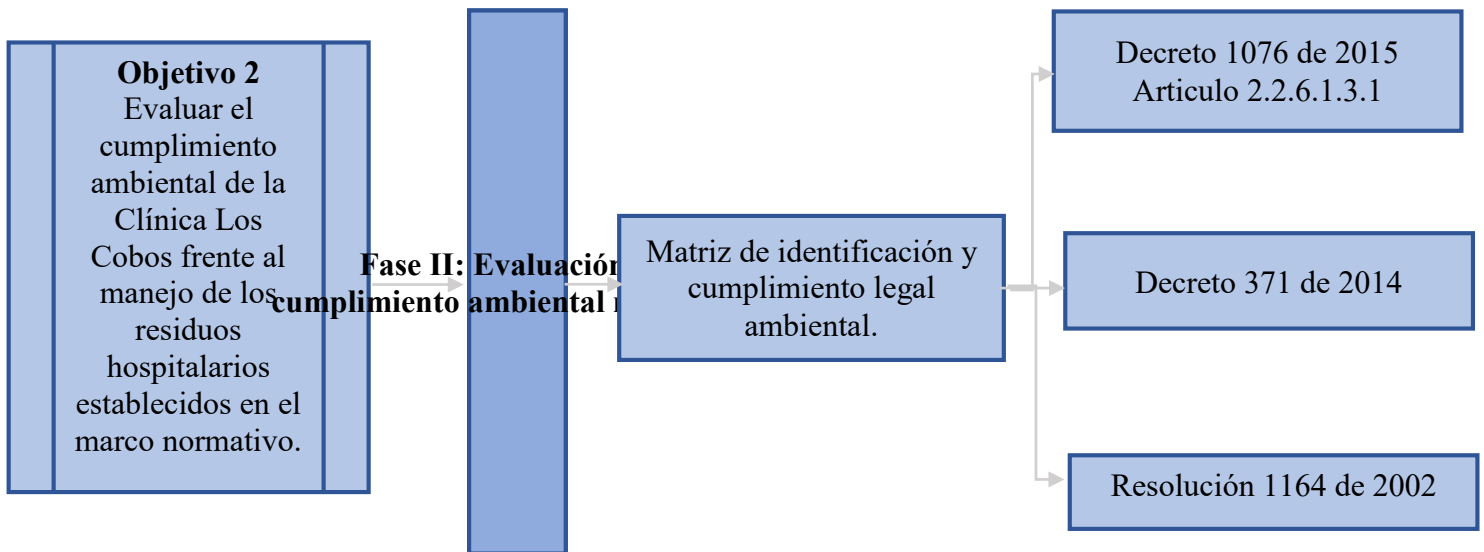 Objetivo 2
Evaluar el
cumplimiento
ambiental de la
Clínica Los
Cobos frente al
manejo de los
residuos
hospitalarios
establecidos en el
marco normativo.
Fase II: Evaluación
cumplimiento ambiental
Matriz de identificación y
cumplimiento legal
ambiental.
Decreto 1076 de 2015
Articulo 2.2.6.1.3.1
Decreto 371 de 2014
Resolución 1164 de 2002